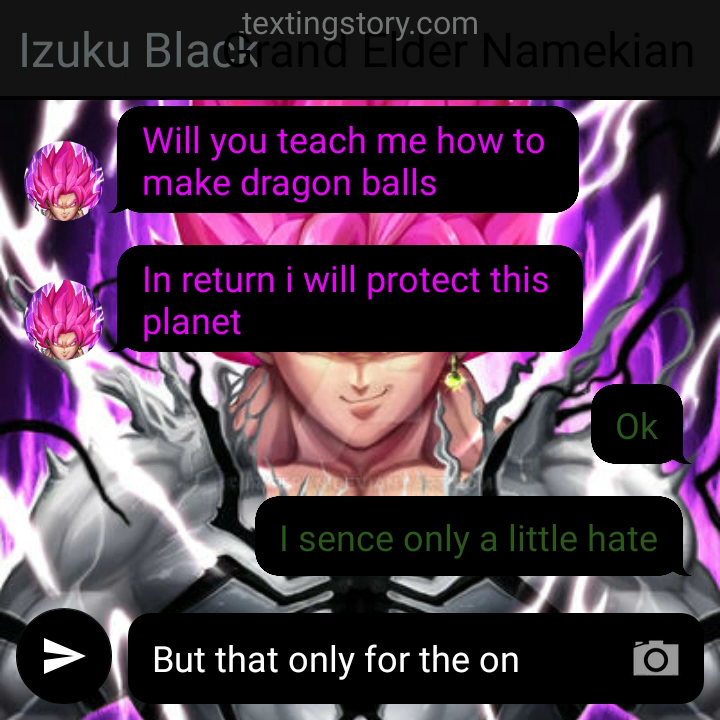 textingstory.com
Izuku Black
Grand Elder Namekian
Will you teach me how to
make dragon balls
In return i will protect this
planet
Ok
I sence only a little hate
But that only for the on